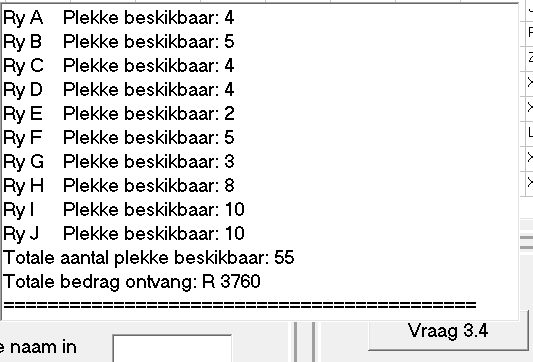 Ry A Plekke beskikbaar: 4
Ry B Plekke beskikbaar: 5
Ry C Plekke beskikbaar: 4
Ry D Plekke beskikbaar: 4
Ry E Plekke beskikbaar: 2
Ry F Plekke beskikbaar: 5
Ry G Plekke beskikbaar: 3
Ry H Plekke beskikbaar: 8
Ry I Plekke beskikbaar: 10
Ry J Plekke beskikbaar: 10
Totale aantal plekke beskikbaar: 55
Totale bedrag ontvang: R 3760
===========================================
e naam in
Vraag 3.4